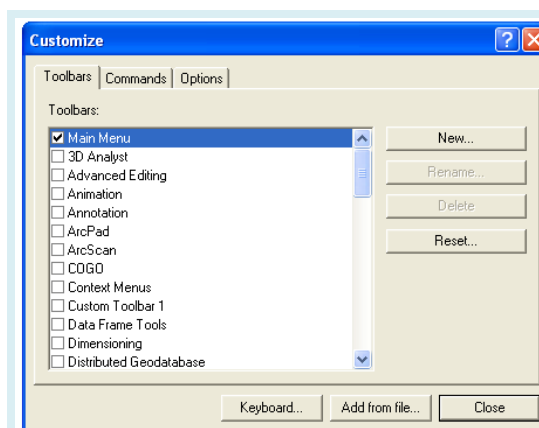 Customize
Toolbars Commands Options
Toolbars:
Main Menu New...
3D Analyst
Advanced Editing Rename...
Animation
Annotation Delete
ArcPad
ArcScan Reset...
COGO
Context Menus
Custom Toolbar 1
Data Frame Tools
Dimensioning
Distributed Geodatabase
Keyboard... Add from file... Close